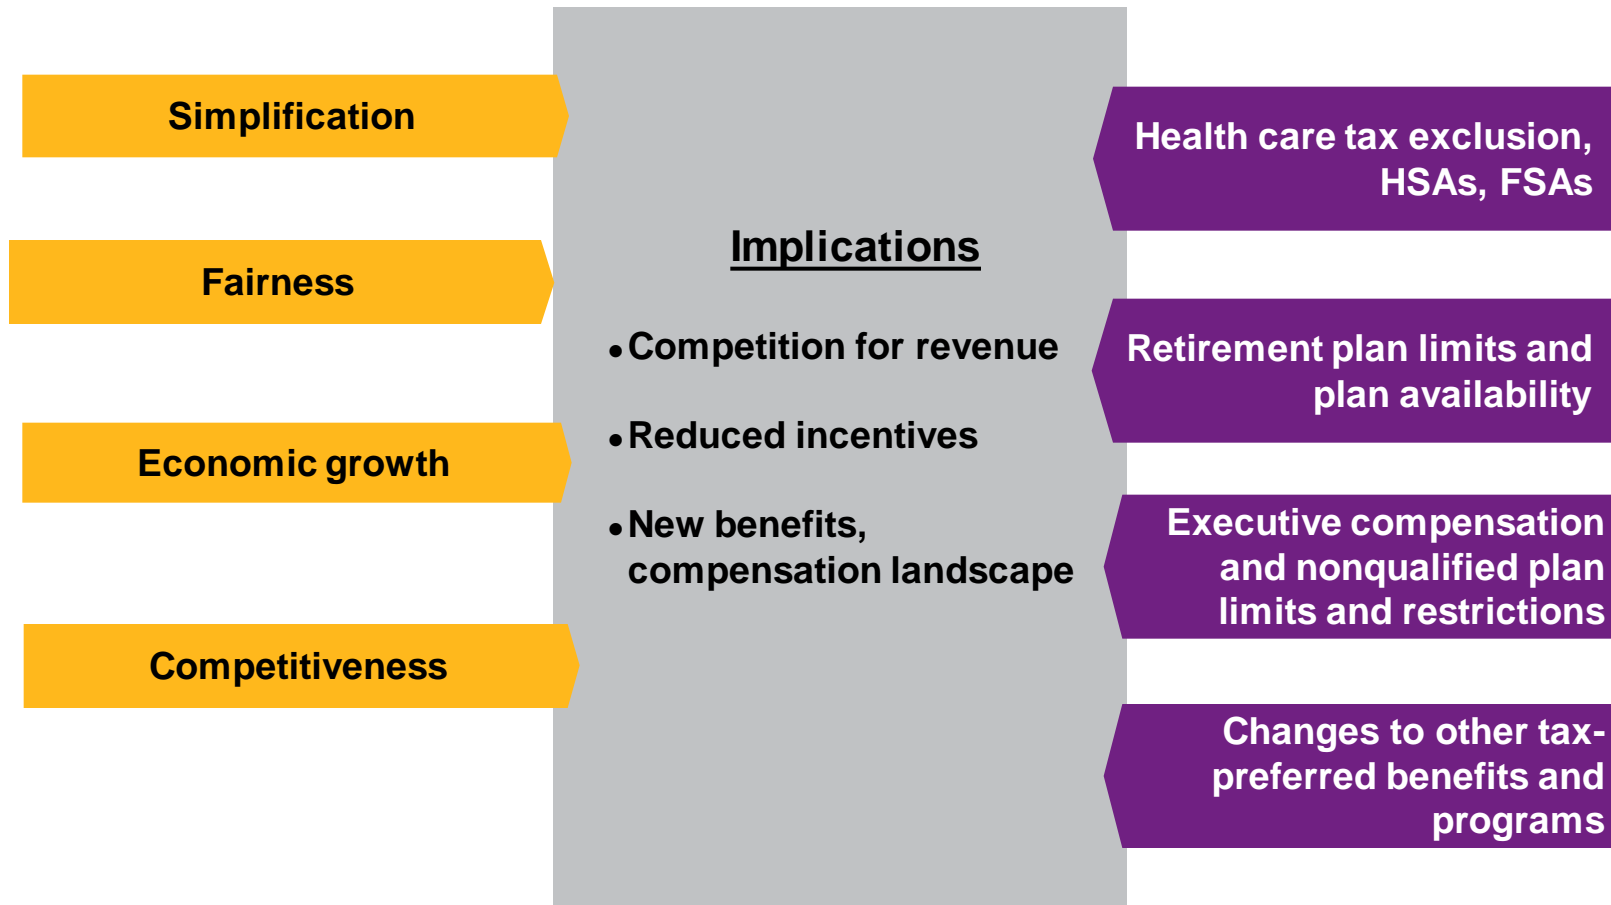 Simplification
Fairness
Economic growth
Competitiveness
Implications
• Competition for revenue
• Reduced incentives
• New benefits,
compensation landscape
Health care tax exclusion,
HSAs, FSAs
Retirement plan limits and
plan availability
Executive compensation
and nonqualified plan
limits and restrictions
Changes to other tax-
preferred benefits and
programs